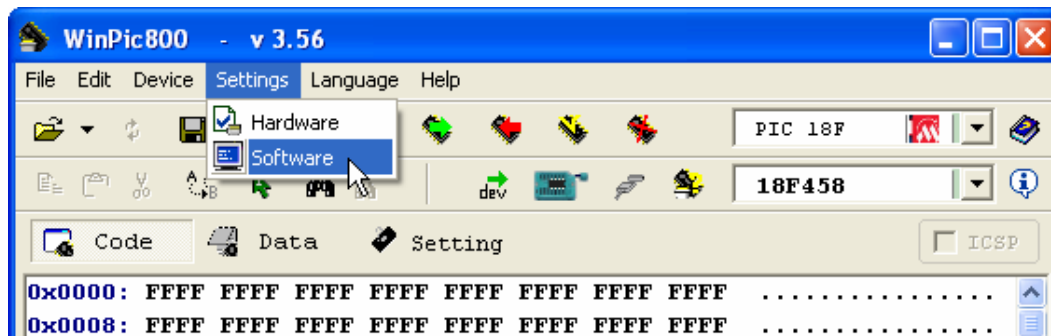 WinPic800 - v 3.56
File Edit Device Settings Language Help
Hardware
PIC 18F
Software
dev
18F458
Code Data Setting ICSP
0x0000: FFFF FFFF FFFF FFFF FFFF FFFF FFFF FFFF ................
0x0008: FFFF FFFF FFFF FFFF FFFF FFFF FFFF FFFF ................